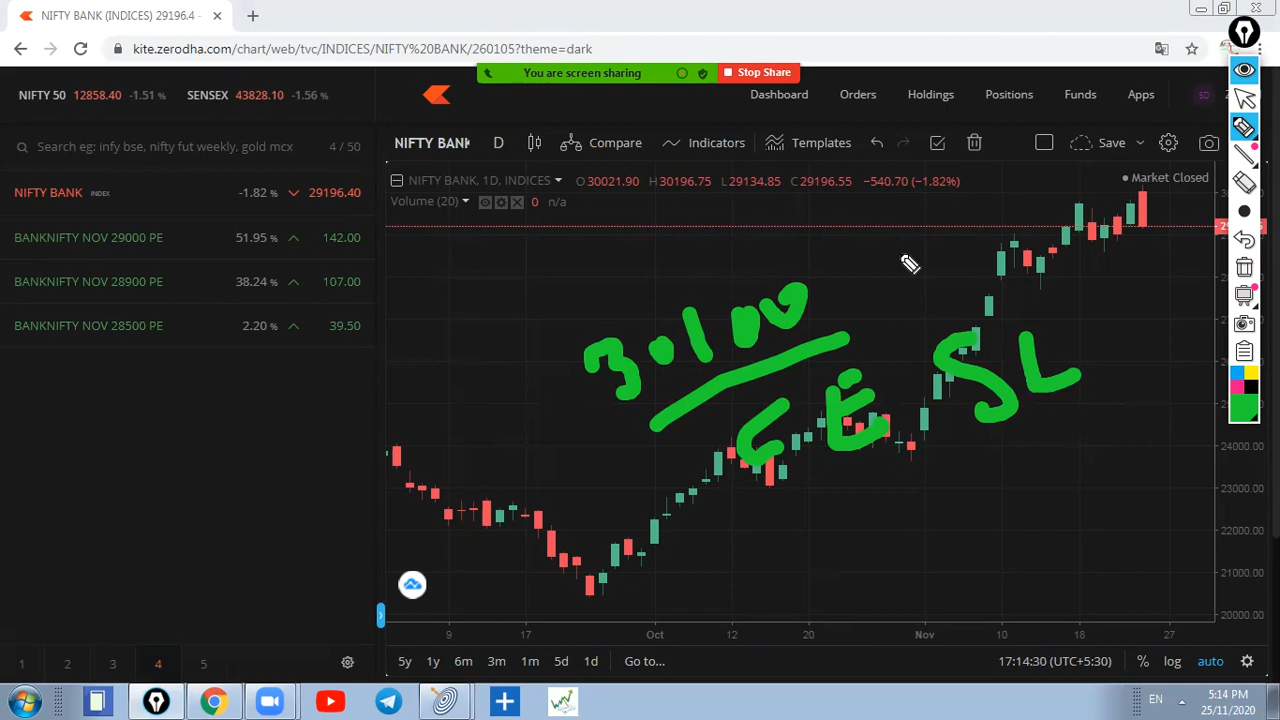 NIFTY BANK (INDICES) 29196.4 -
kite.zerodha.com/chart/web/tvc/INDICES/NIFTY%20BANK/260105?theme=dark
You are screen sharing Stop Share
NIFTY 50 12858.40 -1.51 % SENSEX 43828.10 -1.56 %
Dashboard Orders Holdings Positions Funds Apps
Search eg: infy bse, nifty fut weekly, gold mcx 4 / 50
NIFTY BANK D Compare Indicators Templates Save
NIFTY BANK INDEX -1.82 % 29196.40
BANKNIFTY NOV 29000 PE 51.95 % 142.00
BANKNIFTY NOV 28900 PE 38.24 % 107.00
BANKNIFTY NOV 28500 PE 2.20 % 39.50
NIFTY BANK, 1D, INDICES O30021.90 H30196.75 L29134.85 C29196.55 −540.70 (−1.82%)
Market Closed
Volume (20) 0 n/a
CE SL
24000.00
23000.00
22000.00
21000.00
20000.00
9 17 Oct 12 20 Nov 10 18 27
1 2 3 4 5
5y 1y 6m 3m 1m 5d 1d Go to... 17:14:30 (UTC+5:30) % log auto
EN 5:14 PM
25/11/2020